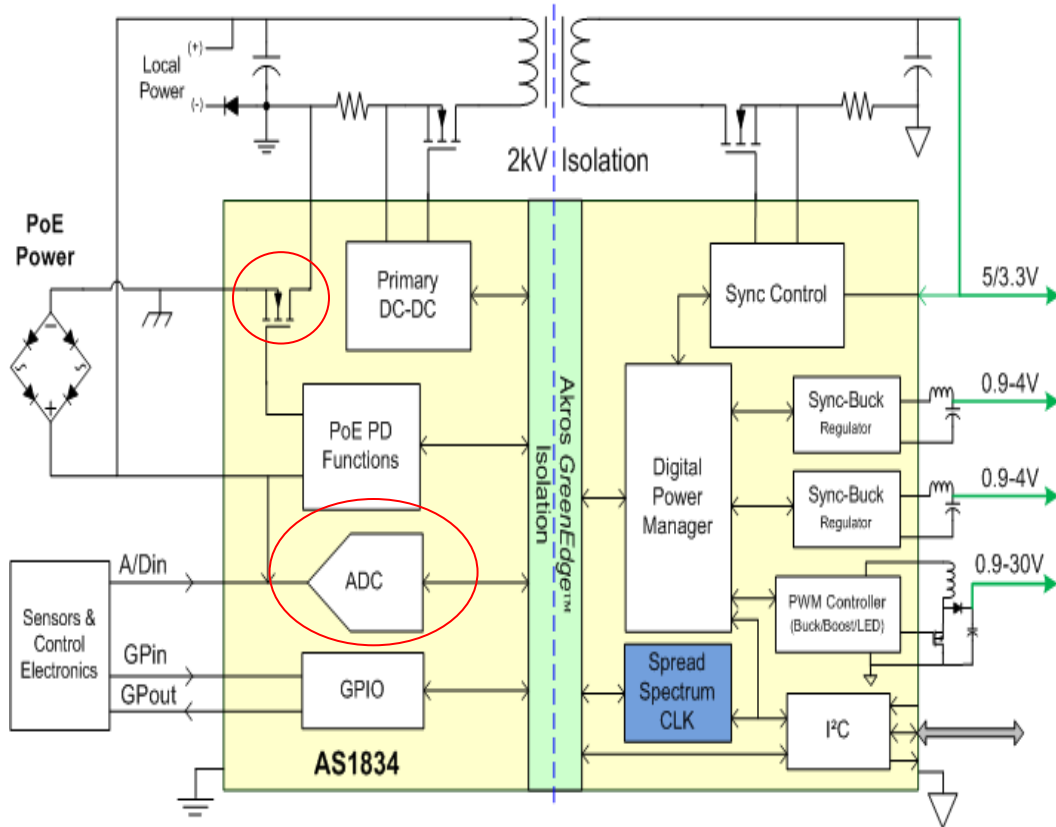 (+)
Local
Power
(-)
2kV Isolation
PoE
Power
Primary
DC-DC
Sync Control
5/3.3V
Akros GreenEdge™
Isolation
PoE PD
Functions
Digital
Power
Manager
Sync-Buck
Regulator
0.9-4V
Sync-Buck
Regulator
0.9-4V
−
+
A/Din
ADC
Sensors &
Control
Electronics
GPin
GPout
GPIO
PWM Controller
(Buck/Boost/LED)
0.9-30V
Spread
Spectrum
CLK
I²C
AS1834